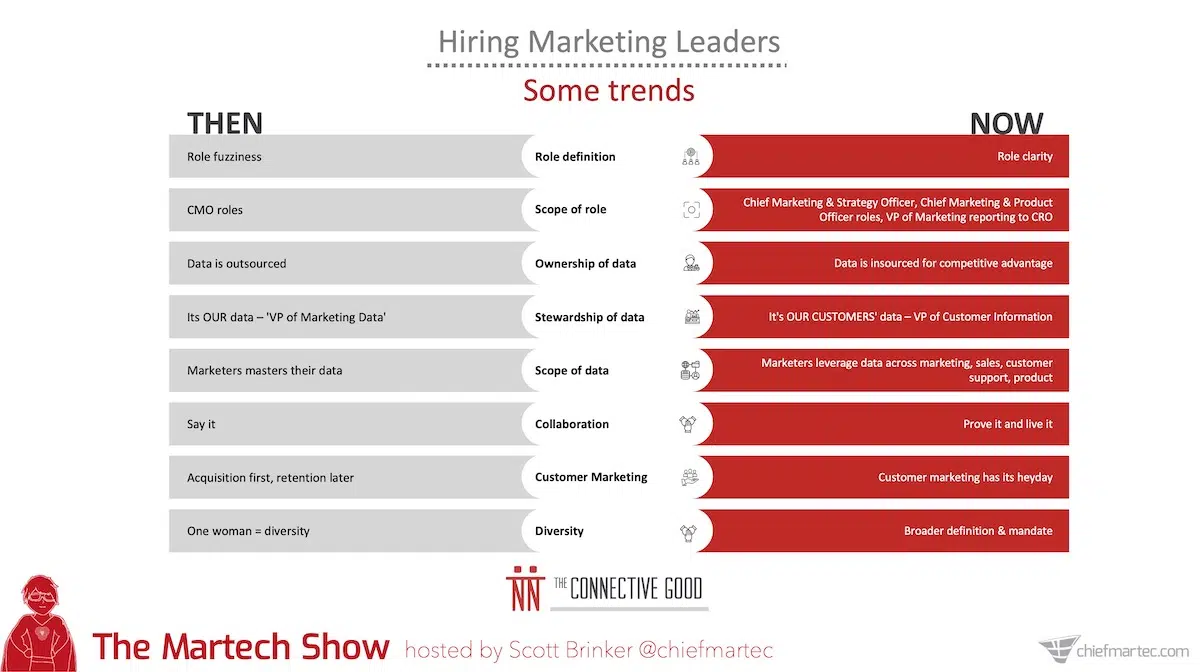 Hiring Marketing Leaders
Some trends
THEN
NOW
Role fuzziness
Role definition
Role clarity
CMO roles
Scope of role
Chief Marketing & Strategy Officer, Chief Marketing & Product
Officer roles, VP of Marketing reporting to CRO
Data is outsourced
Ownership of data
Data is insourced for competitive advantage
Its OUR data – 'VP of Marketing Data'
Stewardship of data
It's OUR CUSTOMERS' data – VP of Customer Information
Marketers masters their data
Scope of data
Marketers leverage data across marketing, sales, customer
support, product
Say it
Collaboration
Prove it and live it
Acquisition first, retention later
Customer Marketing
Customer marketing has its heyday
One woman = diversity
Diversity
Broader definition & mandate
THE CONNECTIVE GOOD
The Martech Show hosted by Scott Brinker @chiefmartec
chiefmartec.com